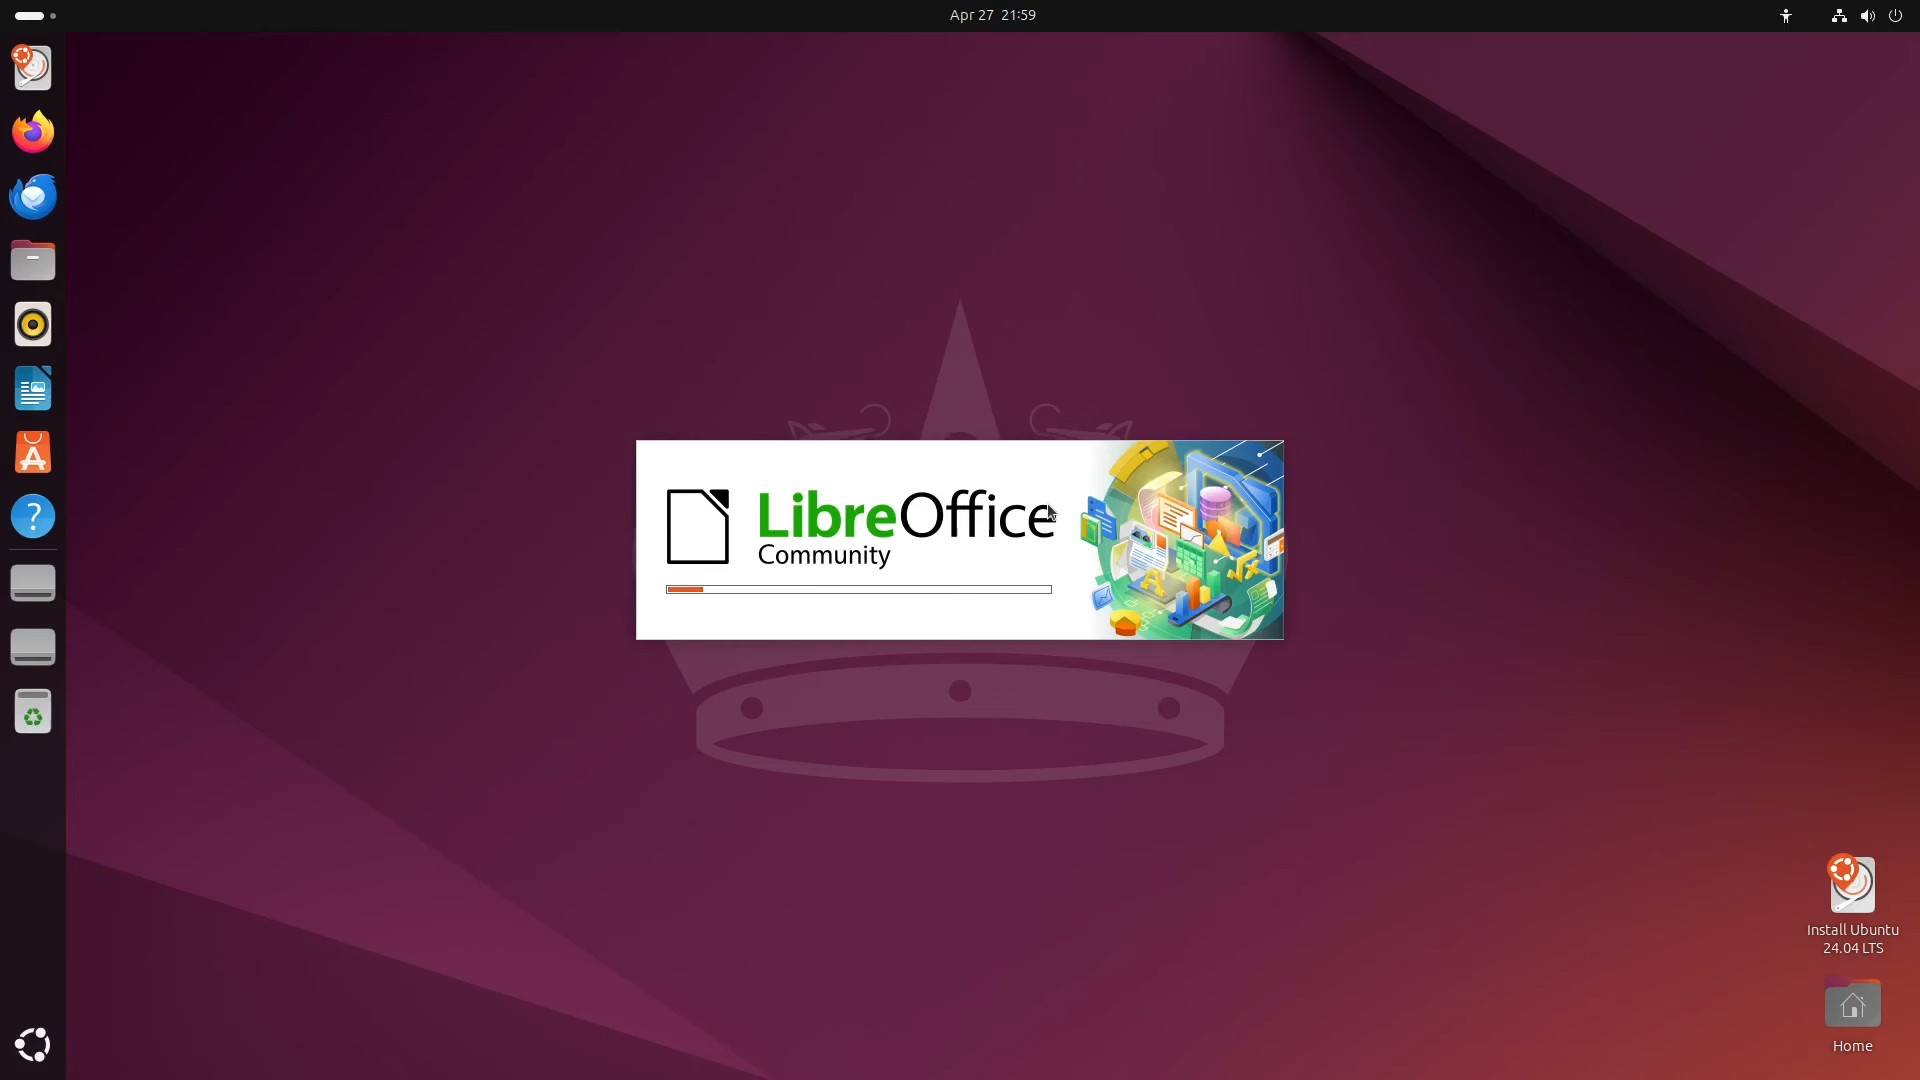 Apr 27 21:59
LibreOffice
Community
Install Ubuntu
24.04 LTS
Home